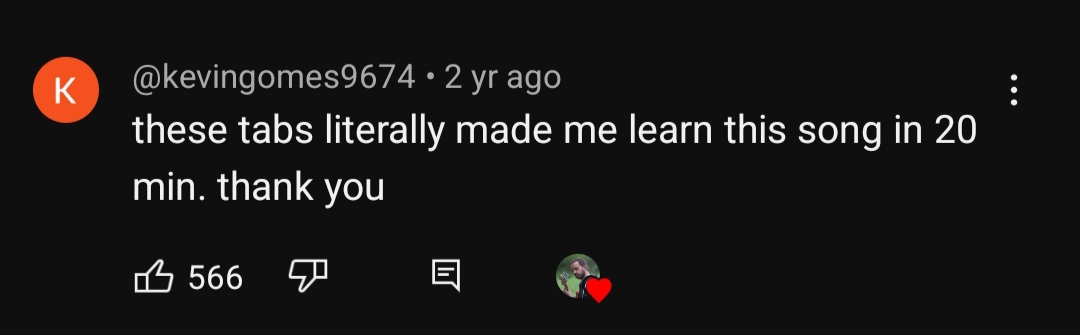 K
@kevingomes9674 • 2 yr ago
these tabs literally made me learn this song in 20
min. thank you
566